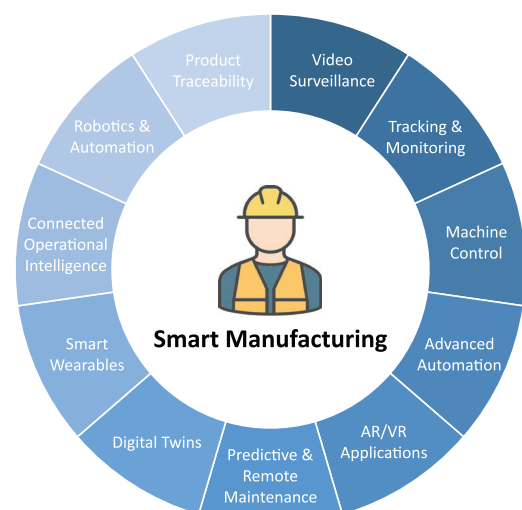 Video
Surveillance
Tracking &
Monitoring
Machine
Control
Advanced
Automation
AR/VR
Applications
Predictive &
Remote
Maintenance
Digital Twins
Smart
Wearables
Connected
Operational
Intelligence
Robotics &
Automation
Product
Traceability
Smart Manufacturing